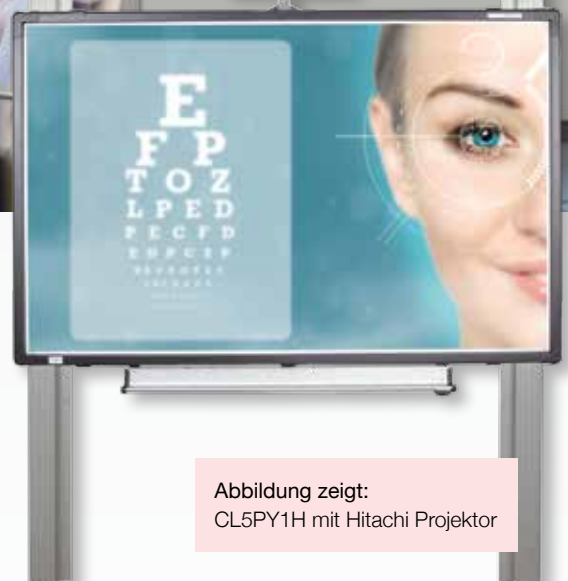 E
F P
T O Z
L P E D
P E C F D
Abbildung zeigt:
CL5PY1H mit Hitachi Projektor